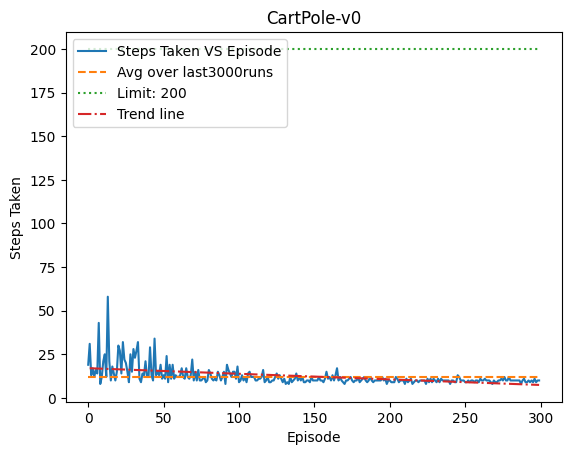 CartPole-v0
200
175
150
125
100
75
50
25
0
Steps Taken
Steps Taken VS Episode
Avg over last3000runs
Limit: 200
Trend line
0
50
100
150
200
250
300
Episode